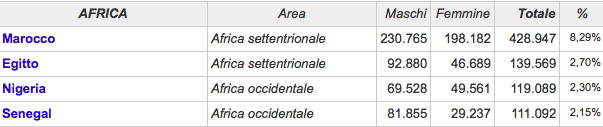 AFRICA Area Maschi Femmine Totale %
Marocco Africa settentrionale 230.765 198.182 428.947 8,29%
Egitto Africa settentrionale 92.880 46.689 139.569 2,70%
Nigeria Africa occidentale 69.528 49.561 119.089 2,30%
Senegal Africa occidentale 81.855 29.237 111.092 2,15%